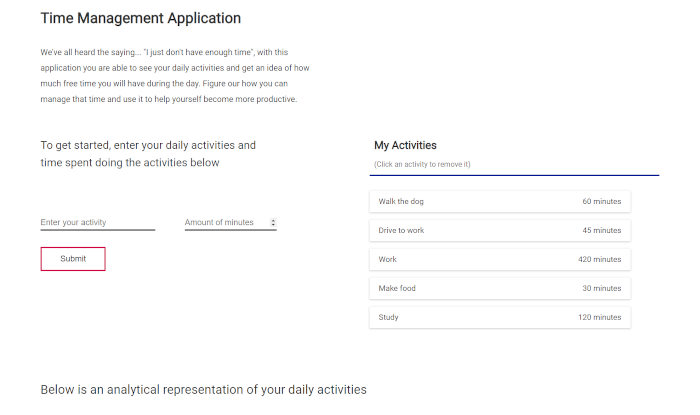 Time Management Application
We've all heard the saying... "I just don't have enough time", with this
application you are able to see your daily activities and get an idea of how
much free time you will have during the day. Figure our how you can
manage that time and use it to help yourself become more productive.
To get started, enter your daily activities and
time spent doing the activities below
Enter your activity
Amount of minutes
Submit
My Activities
(Click an activity to remove it)
Walk the dog 60 minutes
Drive to work 45 minutes
Work 420 minutes
Make food 30 minutes
Study 120 minutes
Below is an analytical representation of your daily activities